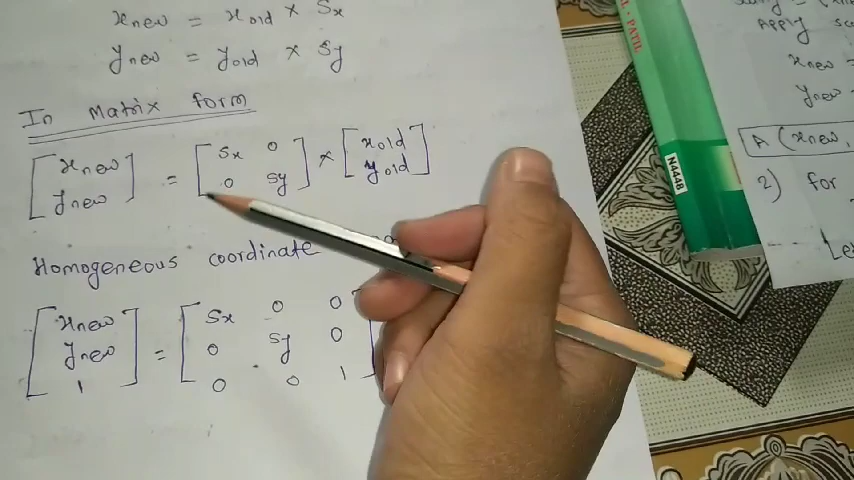 xnew = xold × Sx
ynew = yold × Sy
In Matrix form
[xnew ynew] = [Sx 0 0 Sy] × [xold yold]
Homogeneous coordinate
[xnew ynew 1] = [Sx 0 0 0 Sy 0 0 0 1]
L - PATIL
N4448
Apply
xnew =
ynew =
A (xnew,
2) for